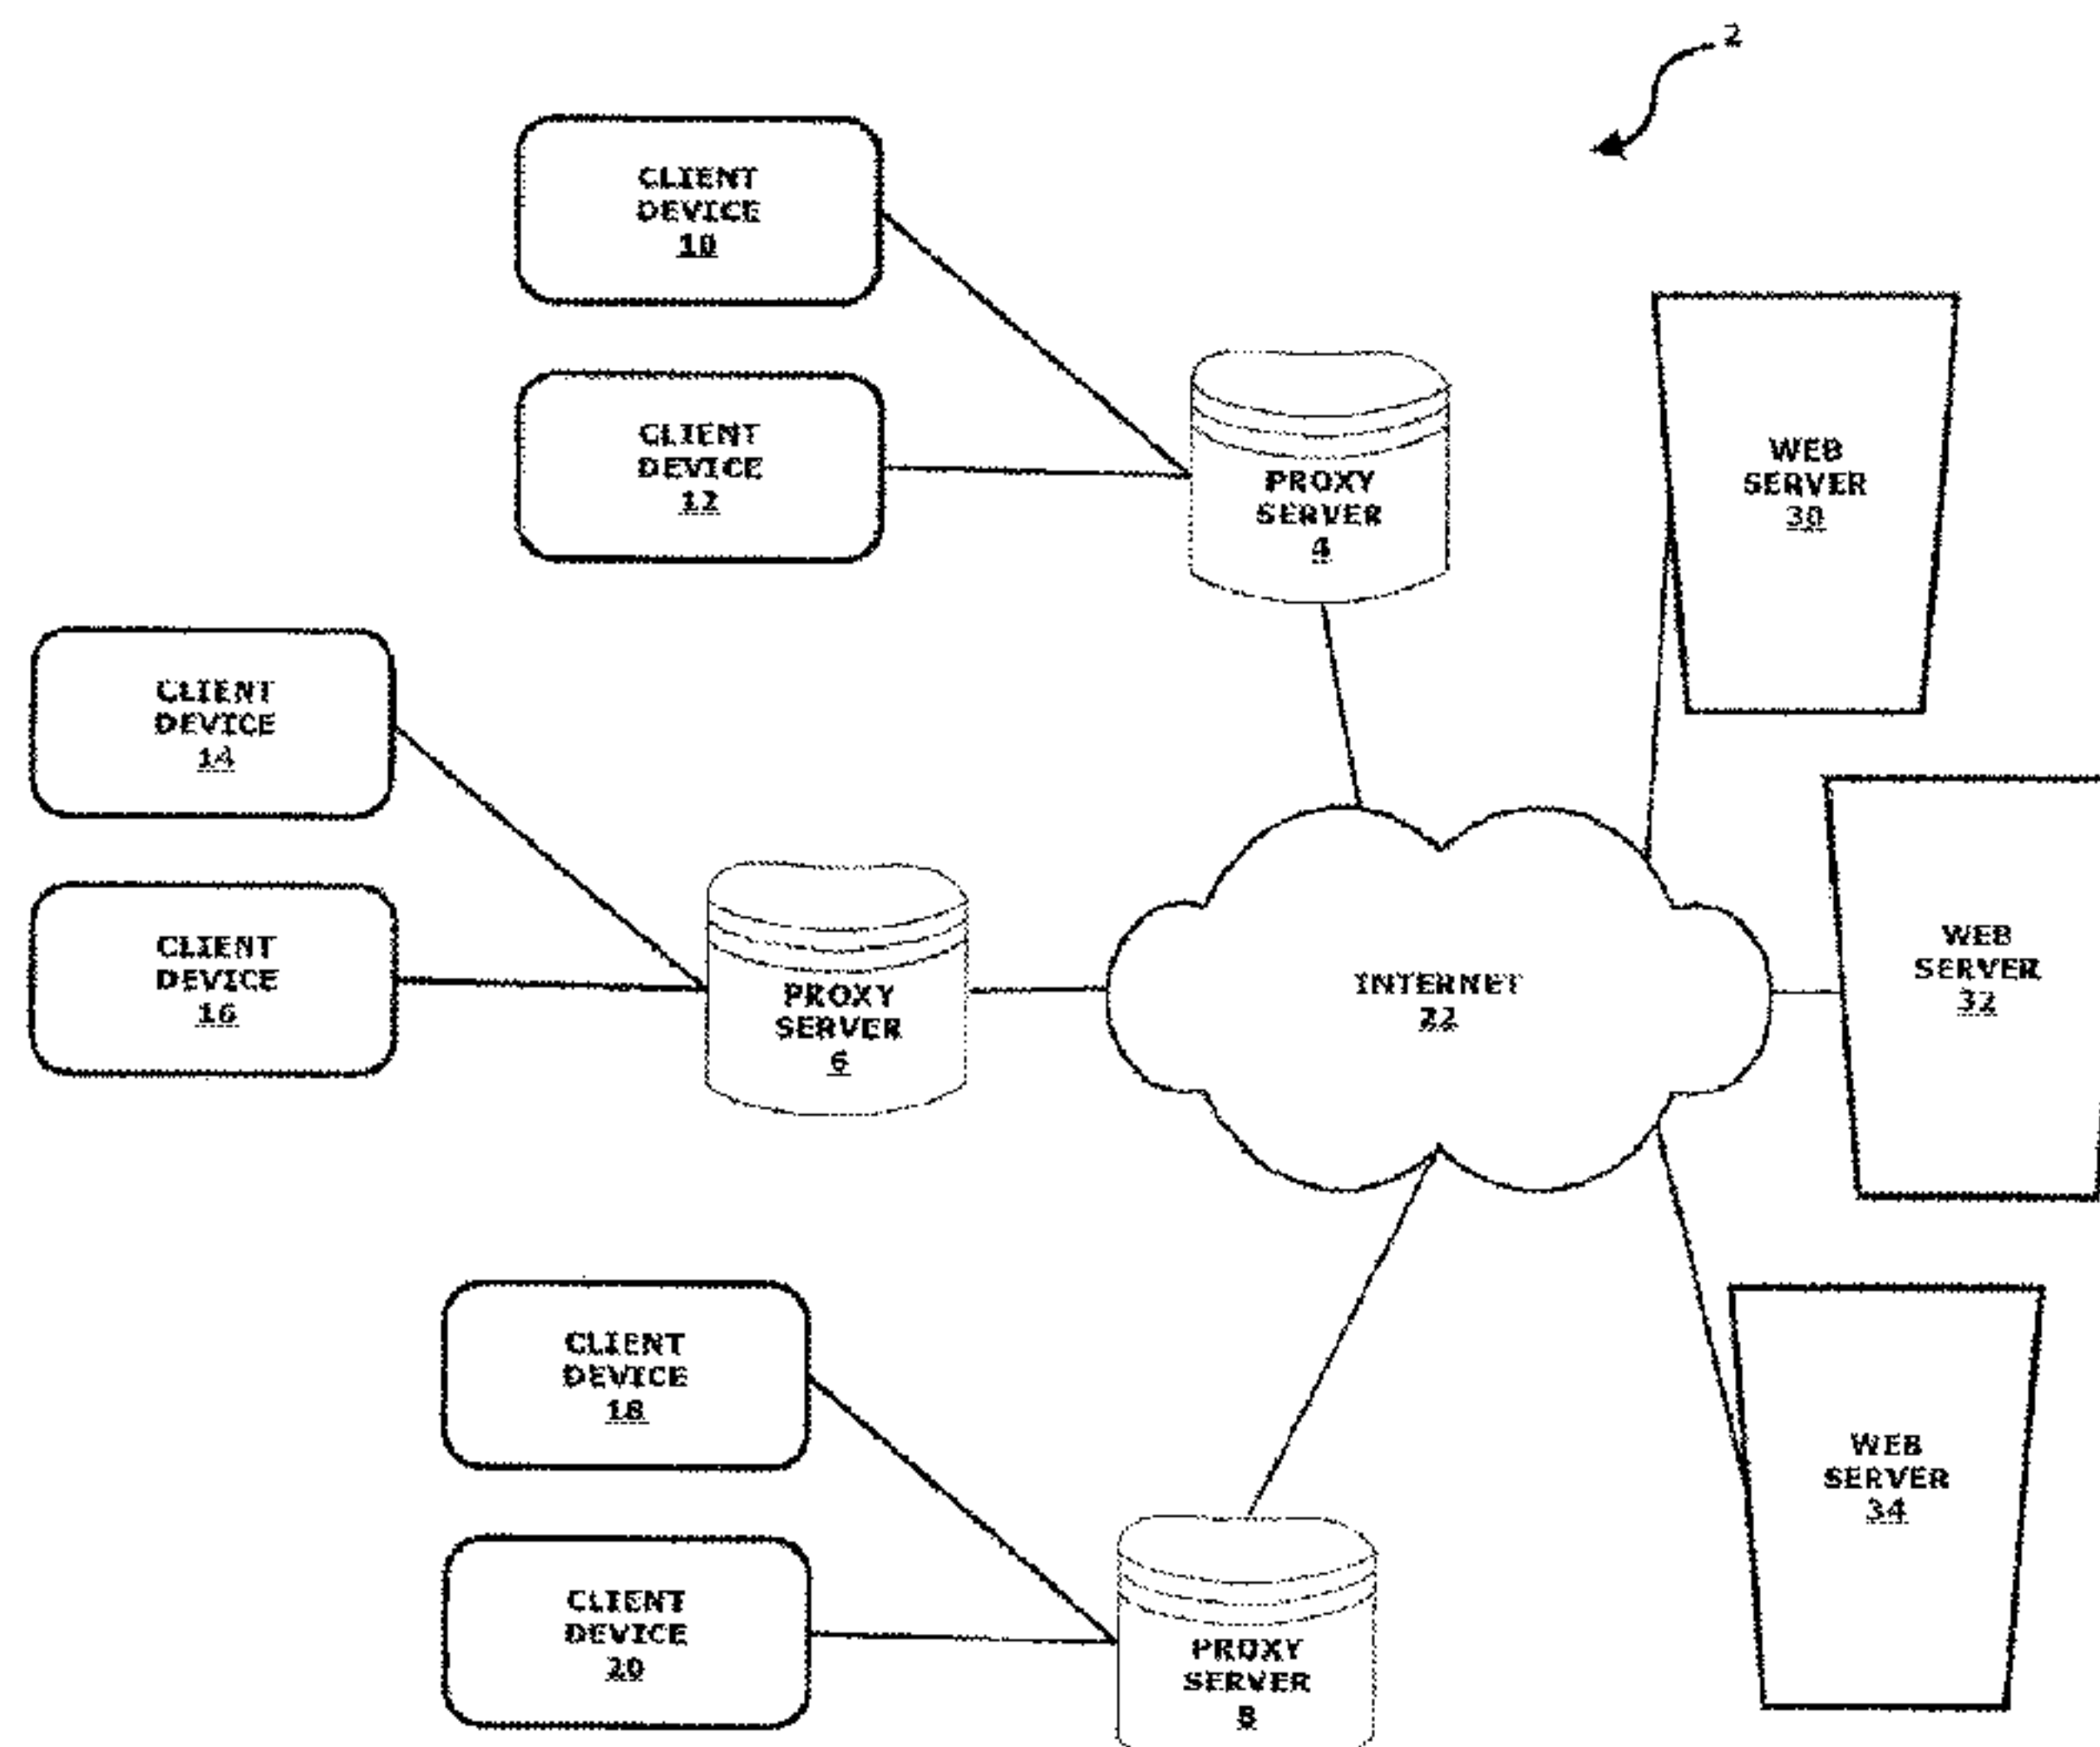 2
CLIENT
DEVICE
10
CLIENT
DEVICE
12
PROXY
SERVER
4
WEB
SERVER
30
CLIENT
DEVICE
14
CLIENT
DEVICE
16
PROXY
SERVER
6
INTERNET
22
WEB
SERVER
32
CLIENT
DEVICE
18
CLIENT
DEVICE
20
PROXY
SERVER
8
WEB
SERVER
34